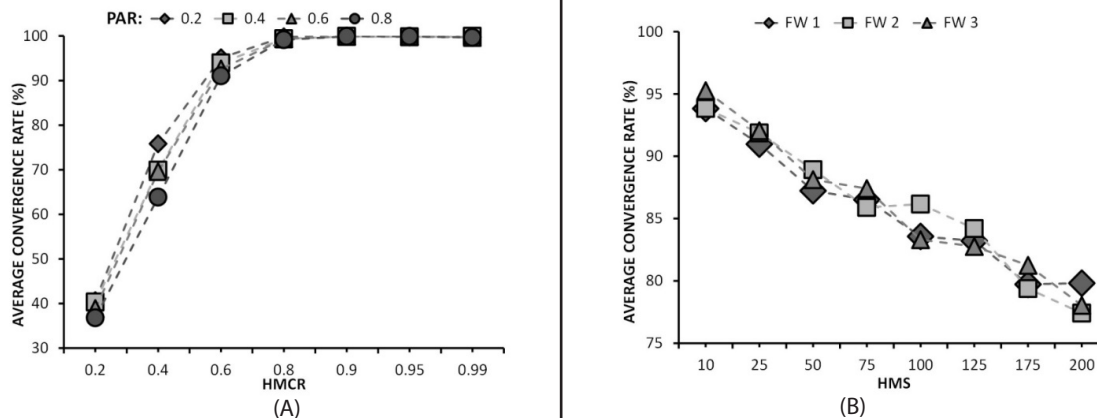 PAR: 0.2 0.4 0.6 0.8
100
90
80
70
60
50
40
30
AVERAGE CONVERGENCE RATE (%)
0.2 0.4 0.6 0.8 0.9 0.95 0.99
HMCR
(A)
FW 1 FW 2 FW 3
100
95
90
85
80
75
AVERAGE CONVERGENCE RATE (%)
10 25 50 75 100 125 175 200
HMS
(B)